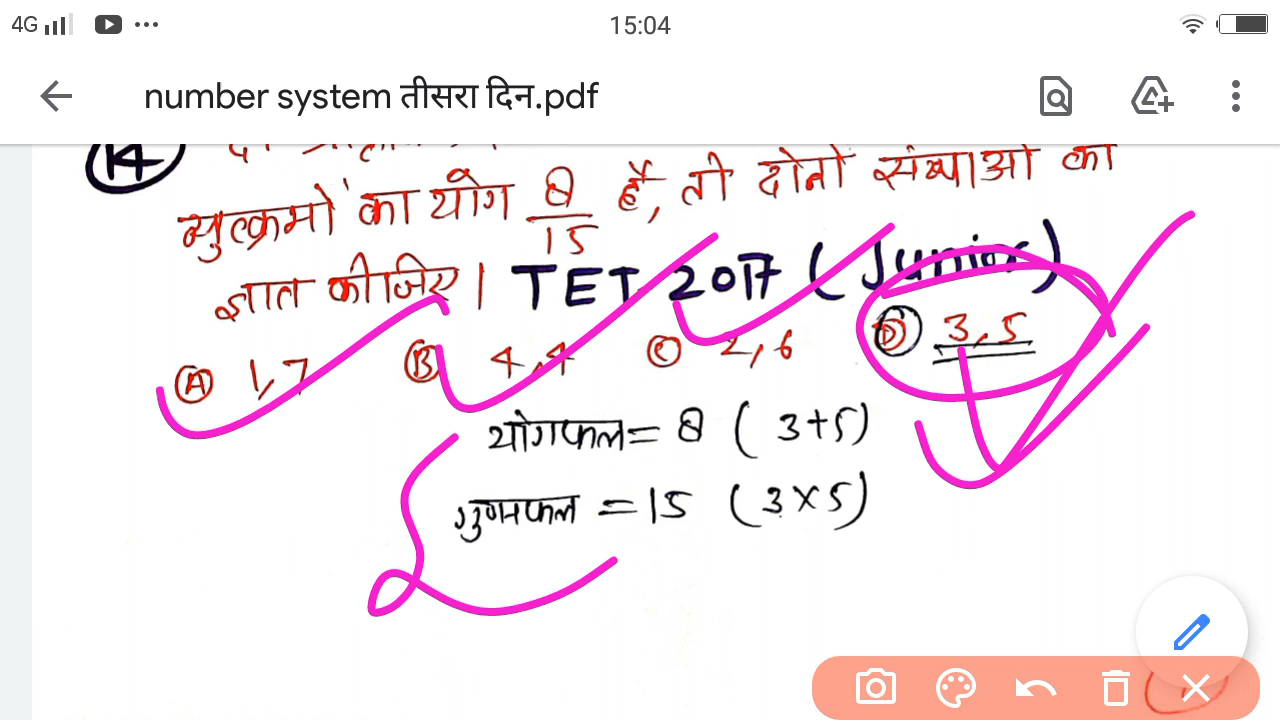 4G 15:04
number system तीसरा दिन.pdf
14
व्युत्क्रमों का योग 8/15 है, तो दोनों संख्याओं का
ज्ञात कीजिए। TET 2017 (Junior)
(A) 1,7 (B) 4,4 (C) 2,6 (D) 3,5
योगफल = 8 (3+5)
गुणनफल = 15 (3×5)